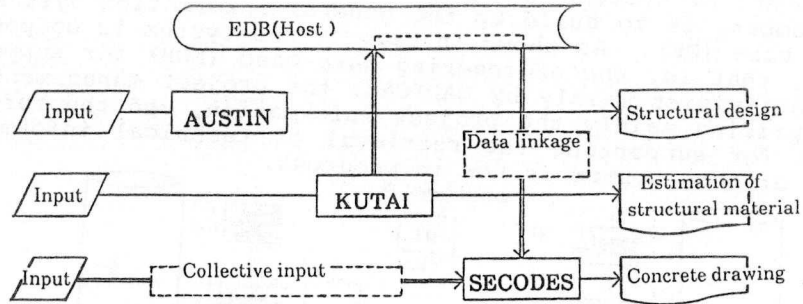 EDB(Host)
Input
AUSTIN
Structural design
Data linkage
Input
KUTAI
Estimation of
structural material
Input
Collective input
SECODES
Concrete drawing